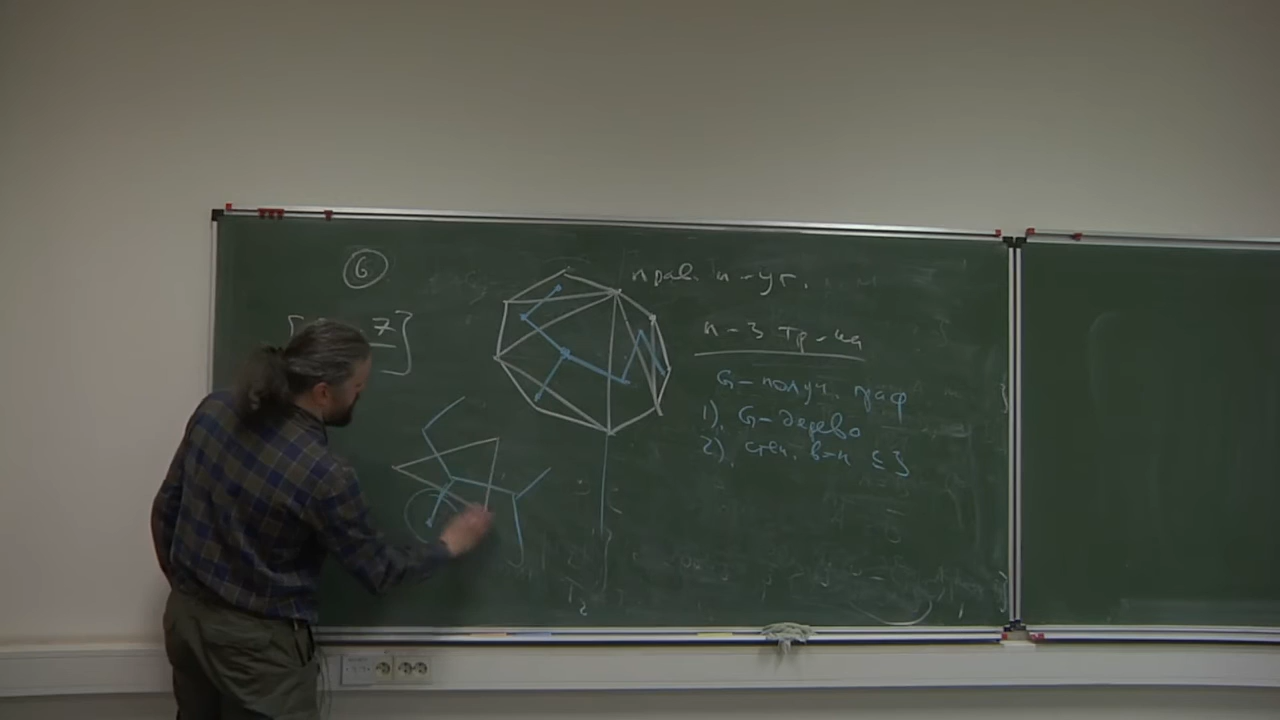 6
прав. n-уг.
7
n-3 тр-ка
G-получ. граф
1). G-дерево
2). степ. в-н ≤ 3